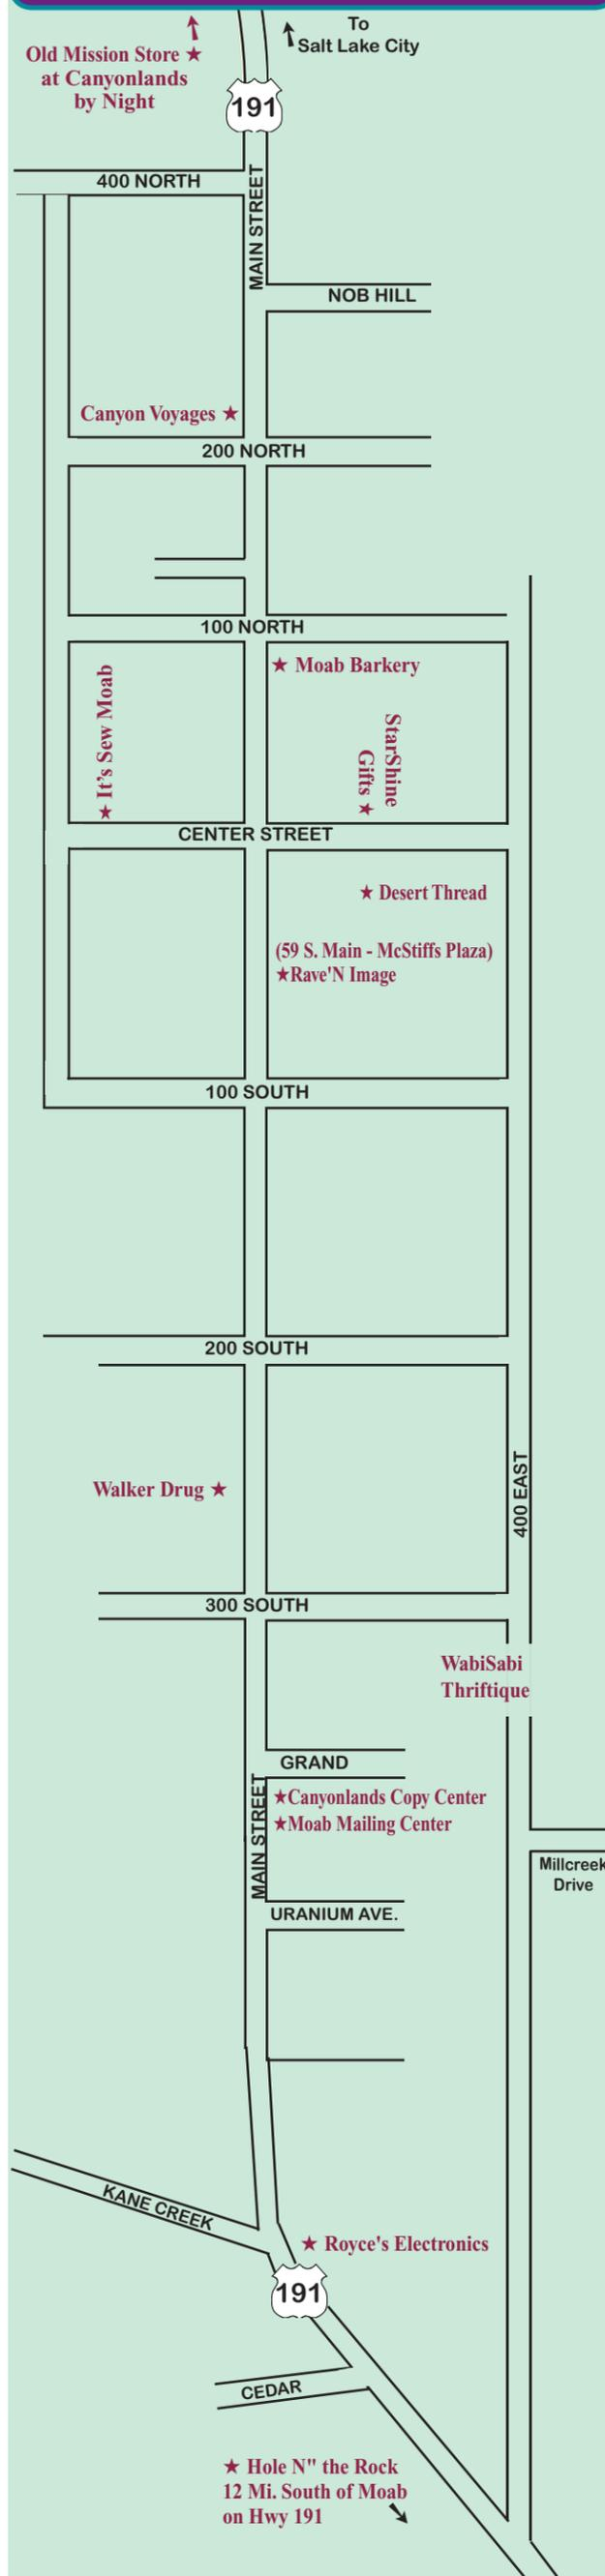 To
Salt Lake City
Old Mission Store ★
at Canyonlands
by Night
191
400 NORTH
MAIN STREET
NOB HILL
Canyon Voyages ★
200 NORTH
100 NORTH
★ Moab Barkery
★ It's Sew Moab
StarShine
Gifts ★
CENTER STREET
★ Desert Thread
(59 S. Main - McStiffs Plaza)
★Rave'N Image
100 SOUTH
200 SOUTH
400 EAST
Walker Drug ★
300 SOUTH
WabiSabi
Thriftique
GRAND
MAIN STREET
★Canyonlands Copy Center
★Moab Mailing Center
Millcreek
Drive
URANIUM AVE.
KANE CREEK
★ Royce's Electronics
191
CEDAR
★ Hole N" the Rock
12 Mi. South of Moab
on Hwy 191